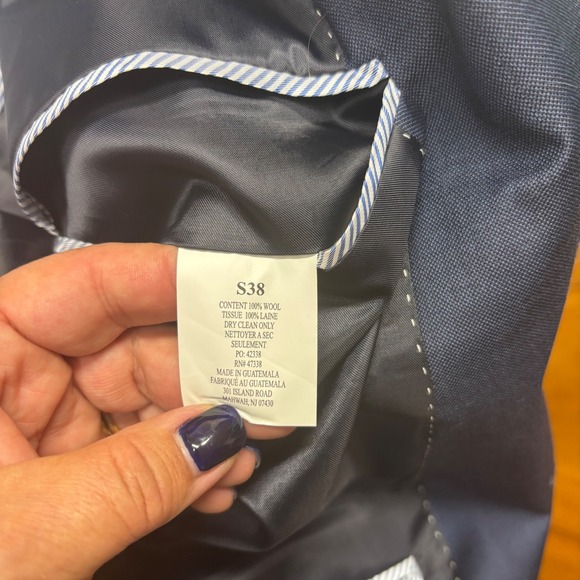 S38
CONTENT 100% WOOL
TISSUE 100% LAINE
DRY CLEAN ONLY
NETTOYER A SEC
SEULEMENT
PO: 42338
RN# 47338
MADE IN GUATEMALA
FABRIQUÉ AU GUATEMALA
301 ISLAND ROAD
MAHWAH, NJ 07430